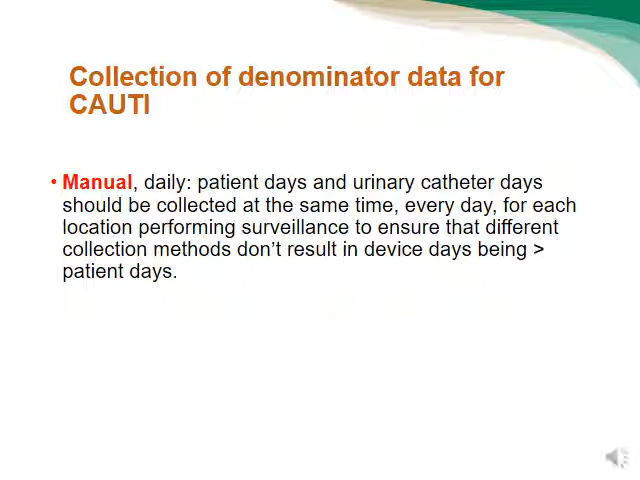 Collection of denominator data for
CAUTI
• Manual, daily: patient days and urinary catheter days
should be collected at the same time, every day, for each
location performing surveillance to ensure that different
collection methods don’t result in device days being >
patient days.